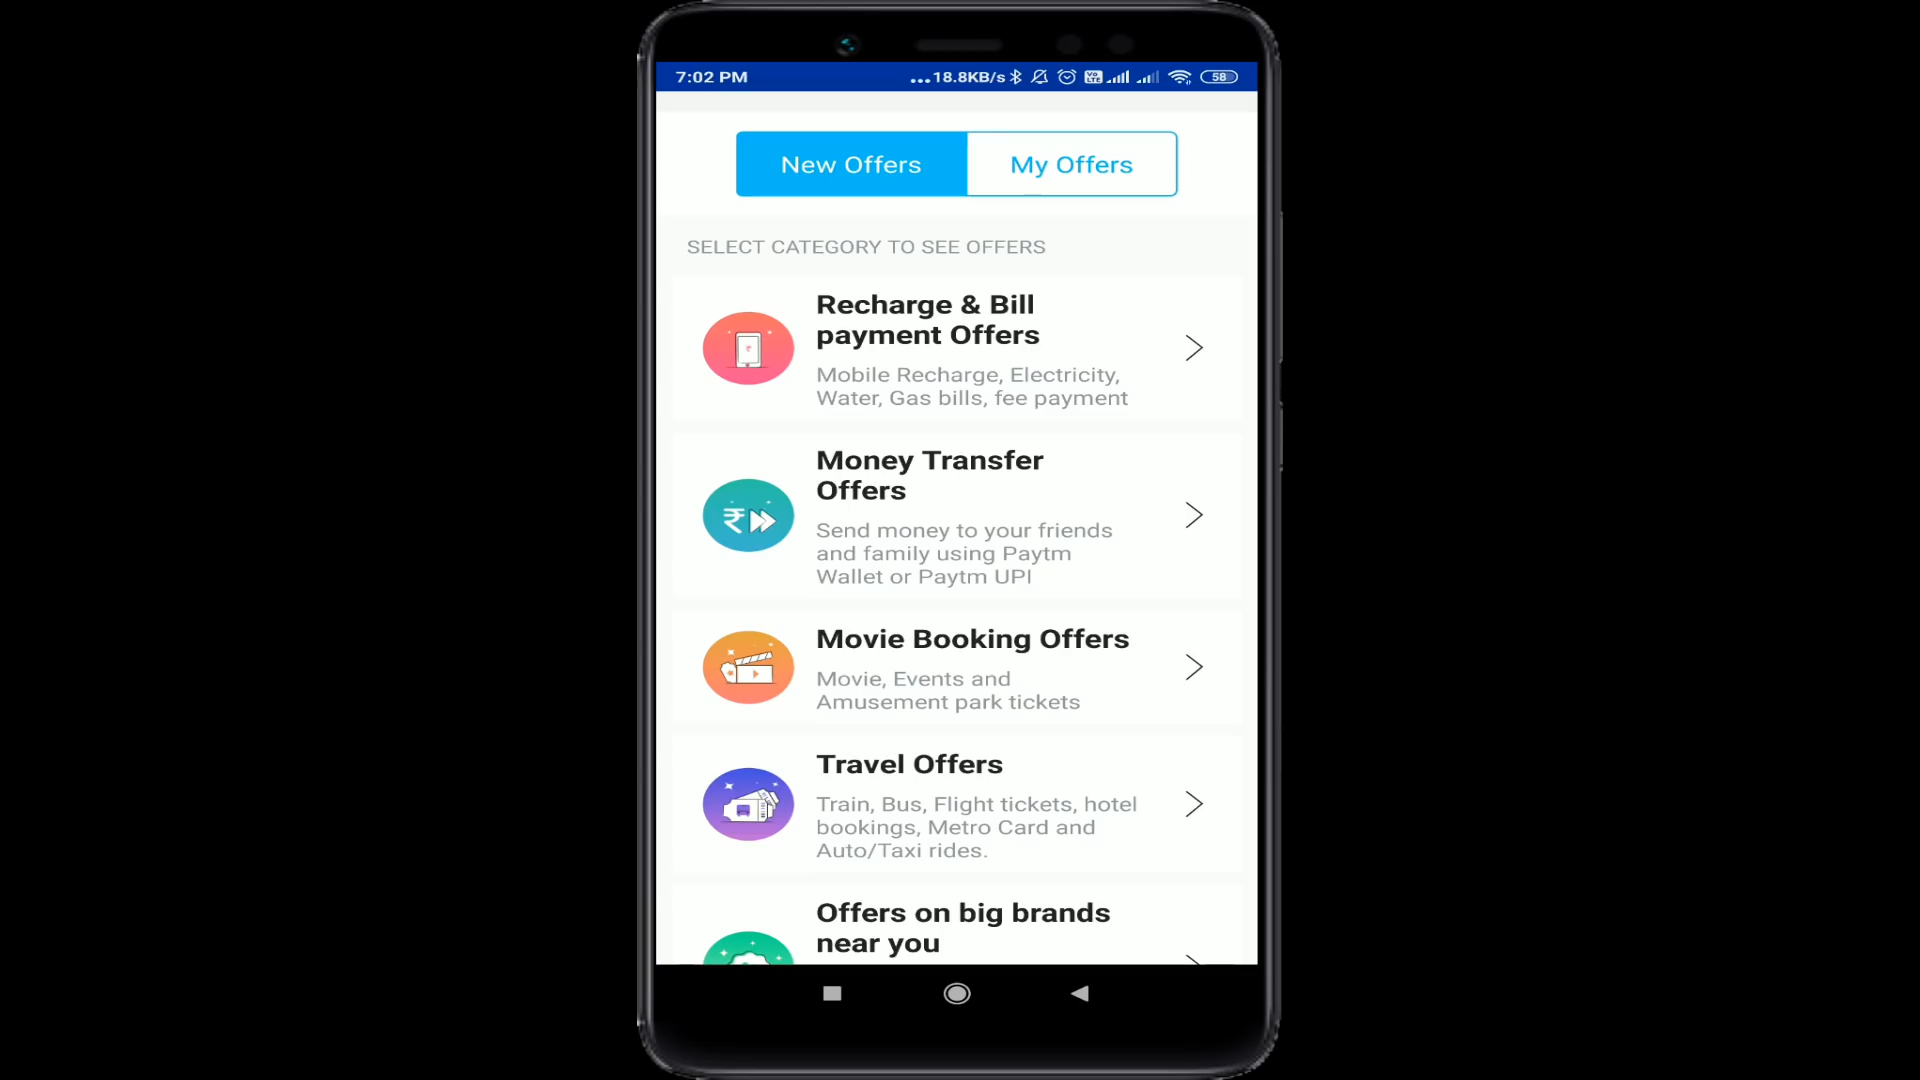 7:02 PM
...18.8KB/s
58
New Offers
My Offers
SELECT CATEGORY TO SEE OFFERS
Recharge & Bill
payment Offers
Mobile Recharge, Electricity,
Water, Gas bills, fee payment
Money Transfer
Offers
Send money to your friends
and family using Paytm
Wallet or Paytm UPI
Movie Booking Offers
Movie, Events and
Amusement park tickets
Travel Offers
Train, Bus, Flight tickets, hotel
bookings, Metro Card and
Auto/Taxi rides.
Offers on big brands
near you